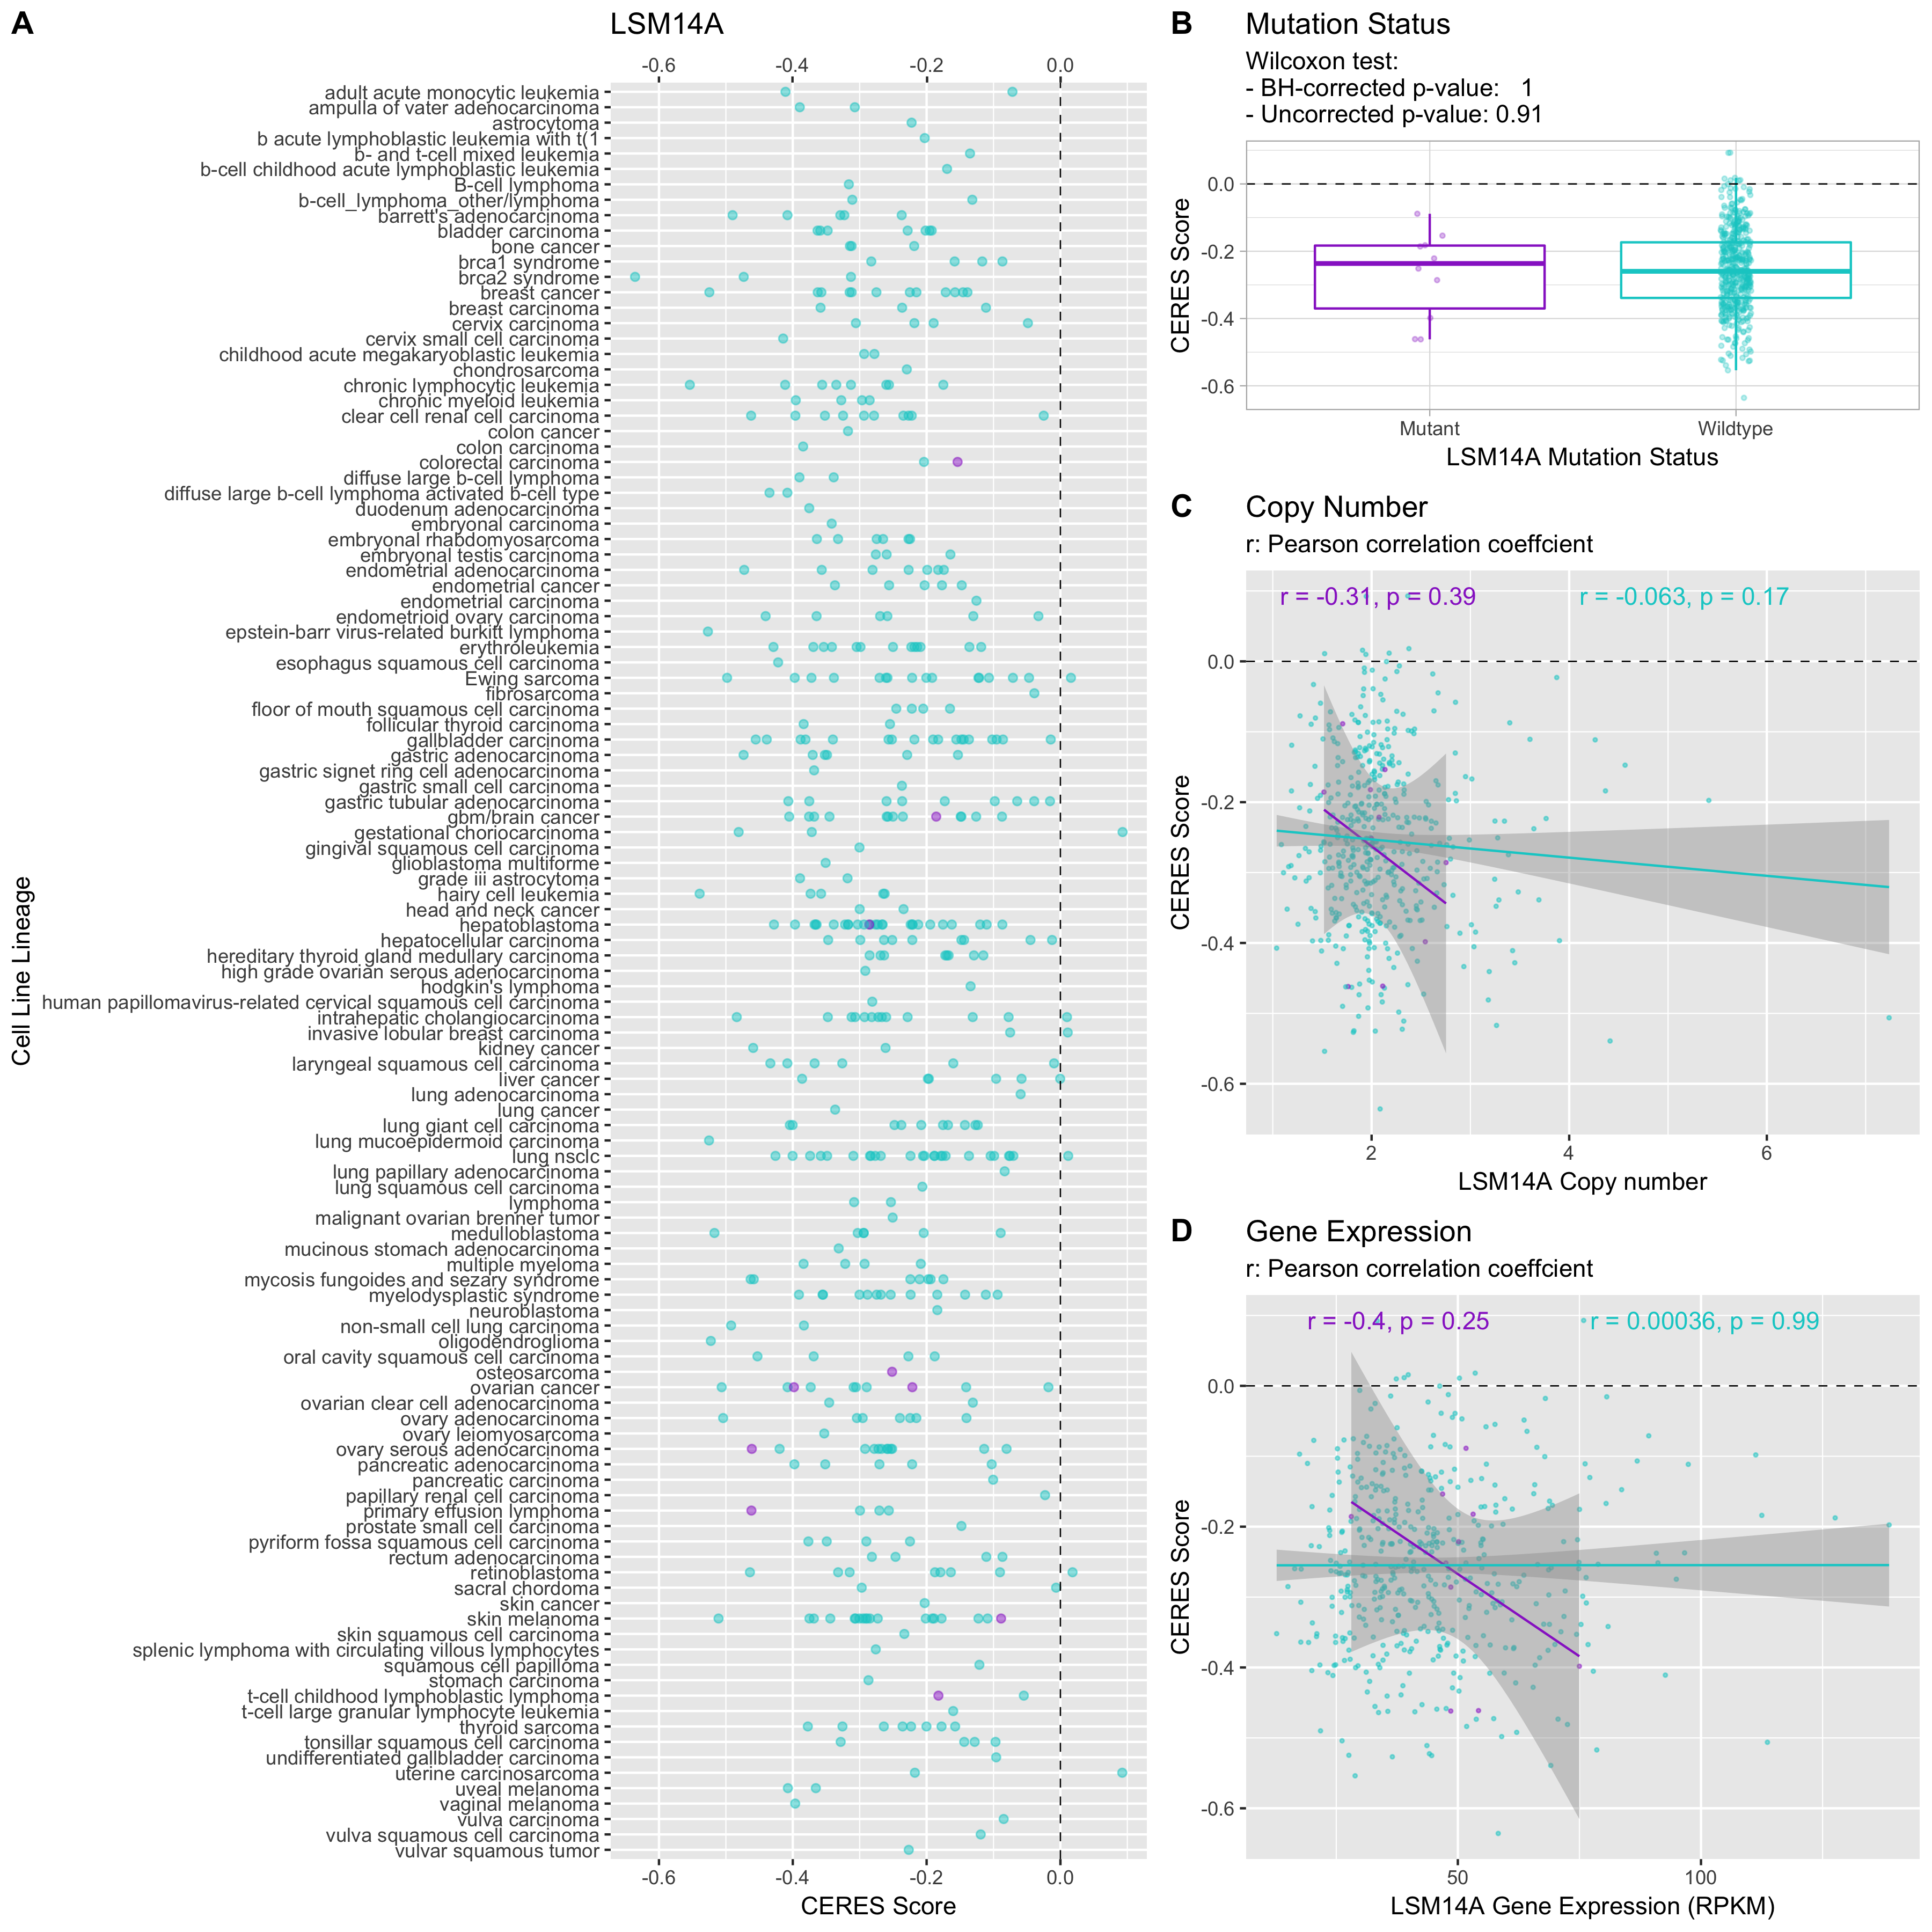 A
LSM14A
-0.6 -0.4 -0.2 0.0
Cell Line Lineage
adult acute monocytic leukemia
ampulla of vater adenocarcinoma
astrocytoma
b acute lymphoblastic leukemia with t(1
b- and t-cell mixed leukemia
b-cell childhood acute lymphoblastic leukemia
B-cell lymphoma
b-cell_lymphoma_other/lymphoma
barrett's adenocarcinoma
bladder carcinoma
bone cancer
brca1 syndrome
brca2 syndrome
breast cancer
breast carcinoma
cervix carcinoma
cervix small cell carcinoma
childhood acute megakaryoblastic leukemia
chondrosarcoma
chronic lymphocytic leukemia
chronic myeloid leukemia
clear cell renal cell carcinoma
colon cancer
colon carcinoma
colorectal carcinoma
diffuse large b-cell lymphoma
diffuse large b-cell lymphoma activated b-cell type
duodenum adenocarcinoma
embryonal carcinoma
embryonal rhabdomyosarcoma
embryonal testis carcinoma
endometrial adenocarcinoma
endometrial cancer
endometrial carcinoma
endometrioid ovary carcinoma
epstein-barr virus-related burkitt lymphoma
erythroleukemia
esophagus squamous cell carcinoma
Ewing sarcoma
fibrosarcoma
floor of mouth squamous cell carcinoma
follicular thyroid carcinoma
gallbladder carcinoma
gastric adenocarcinoma
gastric signet ring cell adenocarcinoma
gastric small cell carcinoma
gastric tubular adenocarcinoma
gbm/brain cancer
gestational choriocarcinoma
gingival squamous cell carcinoma
glioblastoma multiforme
grade iii astrocytoma
hairy cell leukemia
head and neck cancer
hepatoblastoma
hepatocellular carcinoma
hereditary thyroid gland medullary carcinoma
high grade ovarian serous adenocarcinoma
hodgkin's lymphoma
human papillomavirus-related cervical squamous cell carcinoma
intrahepatic cholangiocarcinoma
invasive lobular breast carcinoma
kidney cancer
laryngeal squamous cell carcinoma
liver cancer
lung adenocarcinoma
lung cancer
lung giant cell carcinoma
lung mucoepidermoid carcinoma
lung nsclc
lung papillary adenocarcinoma
lung squamous cell carcinoma
lymphoma
malignant ovarian brenner tumor
medulloblastoma
mucinous stomach adenocarcinoma
multiple myeloma
mycosis fungoides and sezary syndrome
myelodysplastic syndrome
neuroblastoma
non-small cell lung carcinoma
oligodendroglioma
oral cavity squamous cell carcinoma
osteosarcoma
ovarian cancer
ovarian clear cell adenocarcinoma
ovary adenocarcinoma
ovary leiomyosarcoma
ovary serous adenocarcinoma
pancreatic adenocarcinoma
pancreatic carcinoma
papillary renal cell carcinoma
primary effusion lymphoma
prostate small cell carcinoma
pyriform fossa squamous cell carcinoma
rectum adenocarcinoma
retinoblastoma
sacral chordoma
skin cancer
skin melanoma
skin squamous cell carcinoma
splenic lymphoma with circulating villous lymphocytes
squamous cell papilloma
stomach carcinoma
t-cell childhood lymphoblastic lymphoma
t-cell large granular lymphocyte leukemia
thyroid sarcoma
tonsillar squamous cell carcinoma
undifferentiated gallbladder carcinoma
uterine carcinosarcoma
uveal melanoma
vaginal melanoma
vulva carcinoma
vulva squamous cell carcinoma
vulvar squamous tumor
-0.6 -0.4 -0.2 0.0
CERES Score
B
Mutation Status
Wilcoxon test:
- BH-corrected p-value: 1
- Uncorrected p-value: 0.91
CERES Score
0.0
-0.2
-0.4
-0.6
Mutant Wildtype
LSM14A Mutation Status
C
Copy Number
r: Pearson correlation coeffcient
r = -0.31, p = 0.39 r = -0.063, p = 0.17
CERES Score
0.0
-0.2
-0.4
-0.6
2 4 6
LSM14A Copy number
D
Gene Expression
r: Pearson correlation coeffcient
r = -0.4, p = 0.25 r = 0.00036, p = 0.99
CERES Score
0.0
-0.2
-0.4
-0.6
50 100
LSM14A Gene Expression (RPKM)